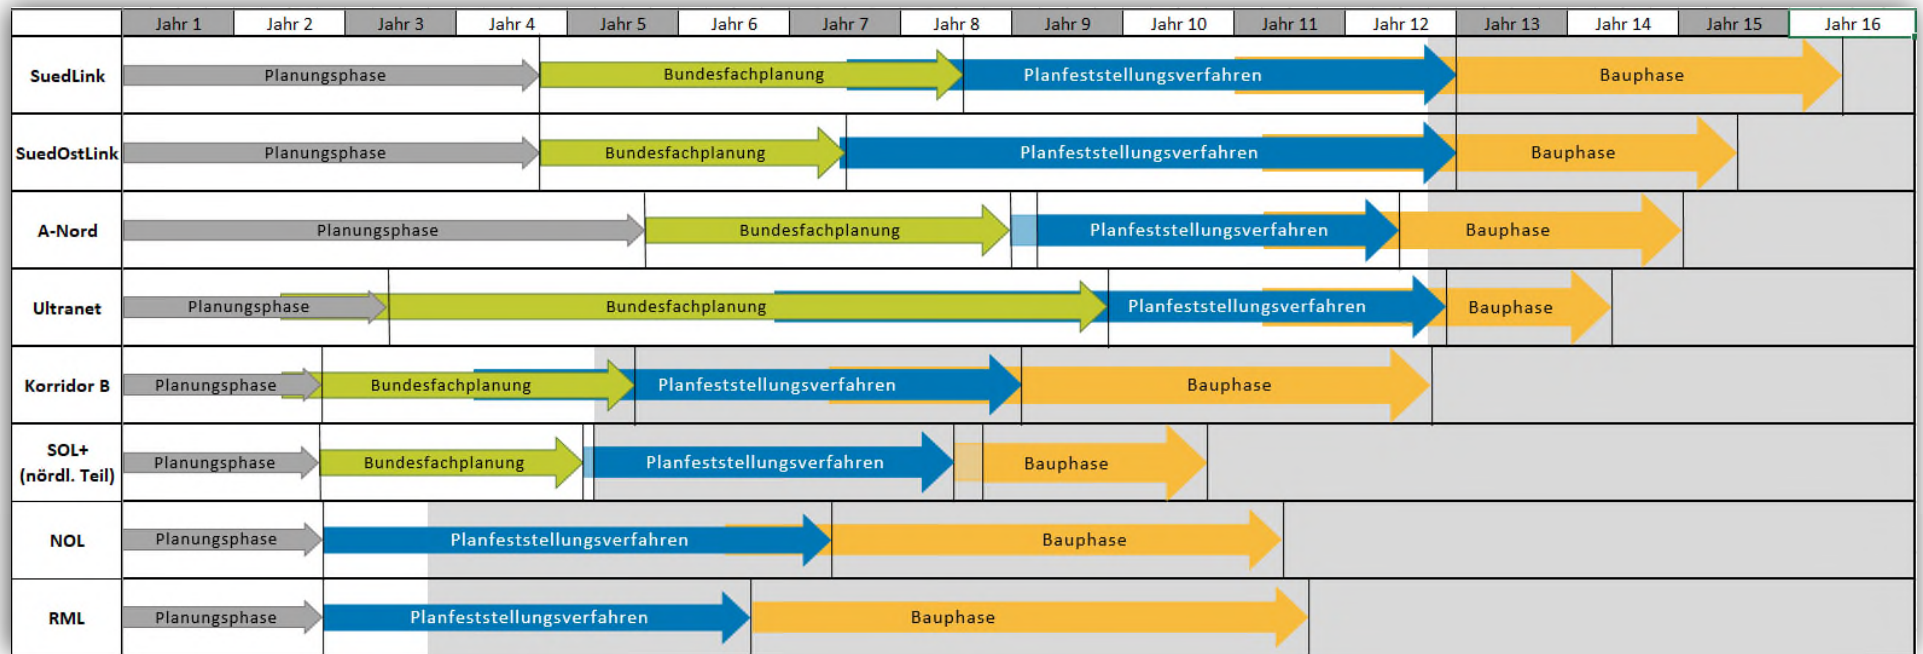 Jahr 1 Jahr 2 Jahr 3 Jahr 4 Jahr 5 Jahr 6 Jahr 7 Jahr 8 Jahr 9 Jahr 10 Jahr 11 Jahr 12 Jahr 13 Jahr 14 Jahr 15 Jahr 16
SuedLink Planungsphase Bundesfachplanung Planfeststellungsverfahren Bauphase
SuedOstLink Planungsphase Bundesfachplanung Planfeststellungsverfahren Bauphase
A-Nord Planungsphase Bundesfachplanung Planfeststellungsverfahren Bauphase
Ultranet Planungsphase Bundesfachplanung Planfeststellungsverfahren Bauphase
Korridor B Planungsphase Bundesfachplanung Planfeststellungsverfahren Bauphase
SOL+
(nördl. Teil) Planungsphase Bundesfachplanung Planfeststellungsverfahren Bauphase
NOL Planungsphase Planfeststellungsverfahren Bauphase
RML Planungsphase Planfeststellungsverfahren Bauphase